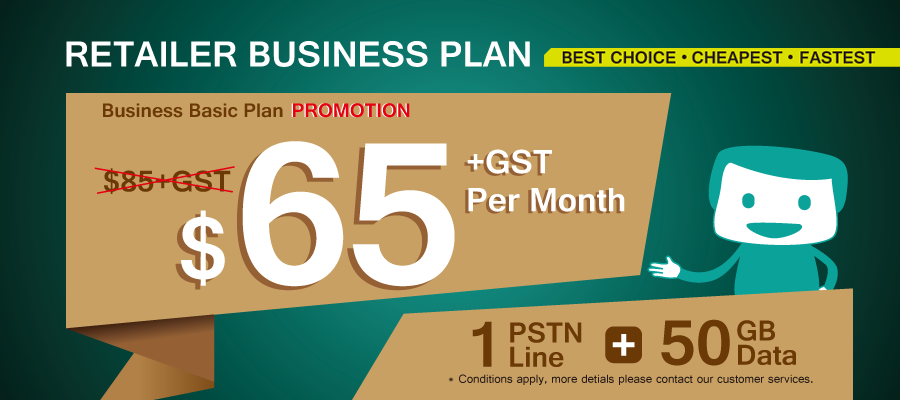 RETAILER BUSINESS PLAN
BEST CHOICE • CHEAPEST • FASTEST
Business Basic Plan PROMOTION
$85+GST
$65
+GST
Per Month
1 PSTN Line + 50 GB Data
• Conditions apply, more detials please contact our customer services.